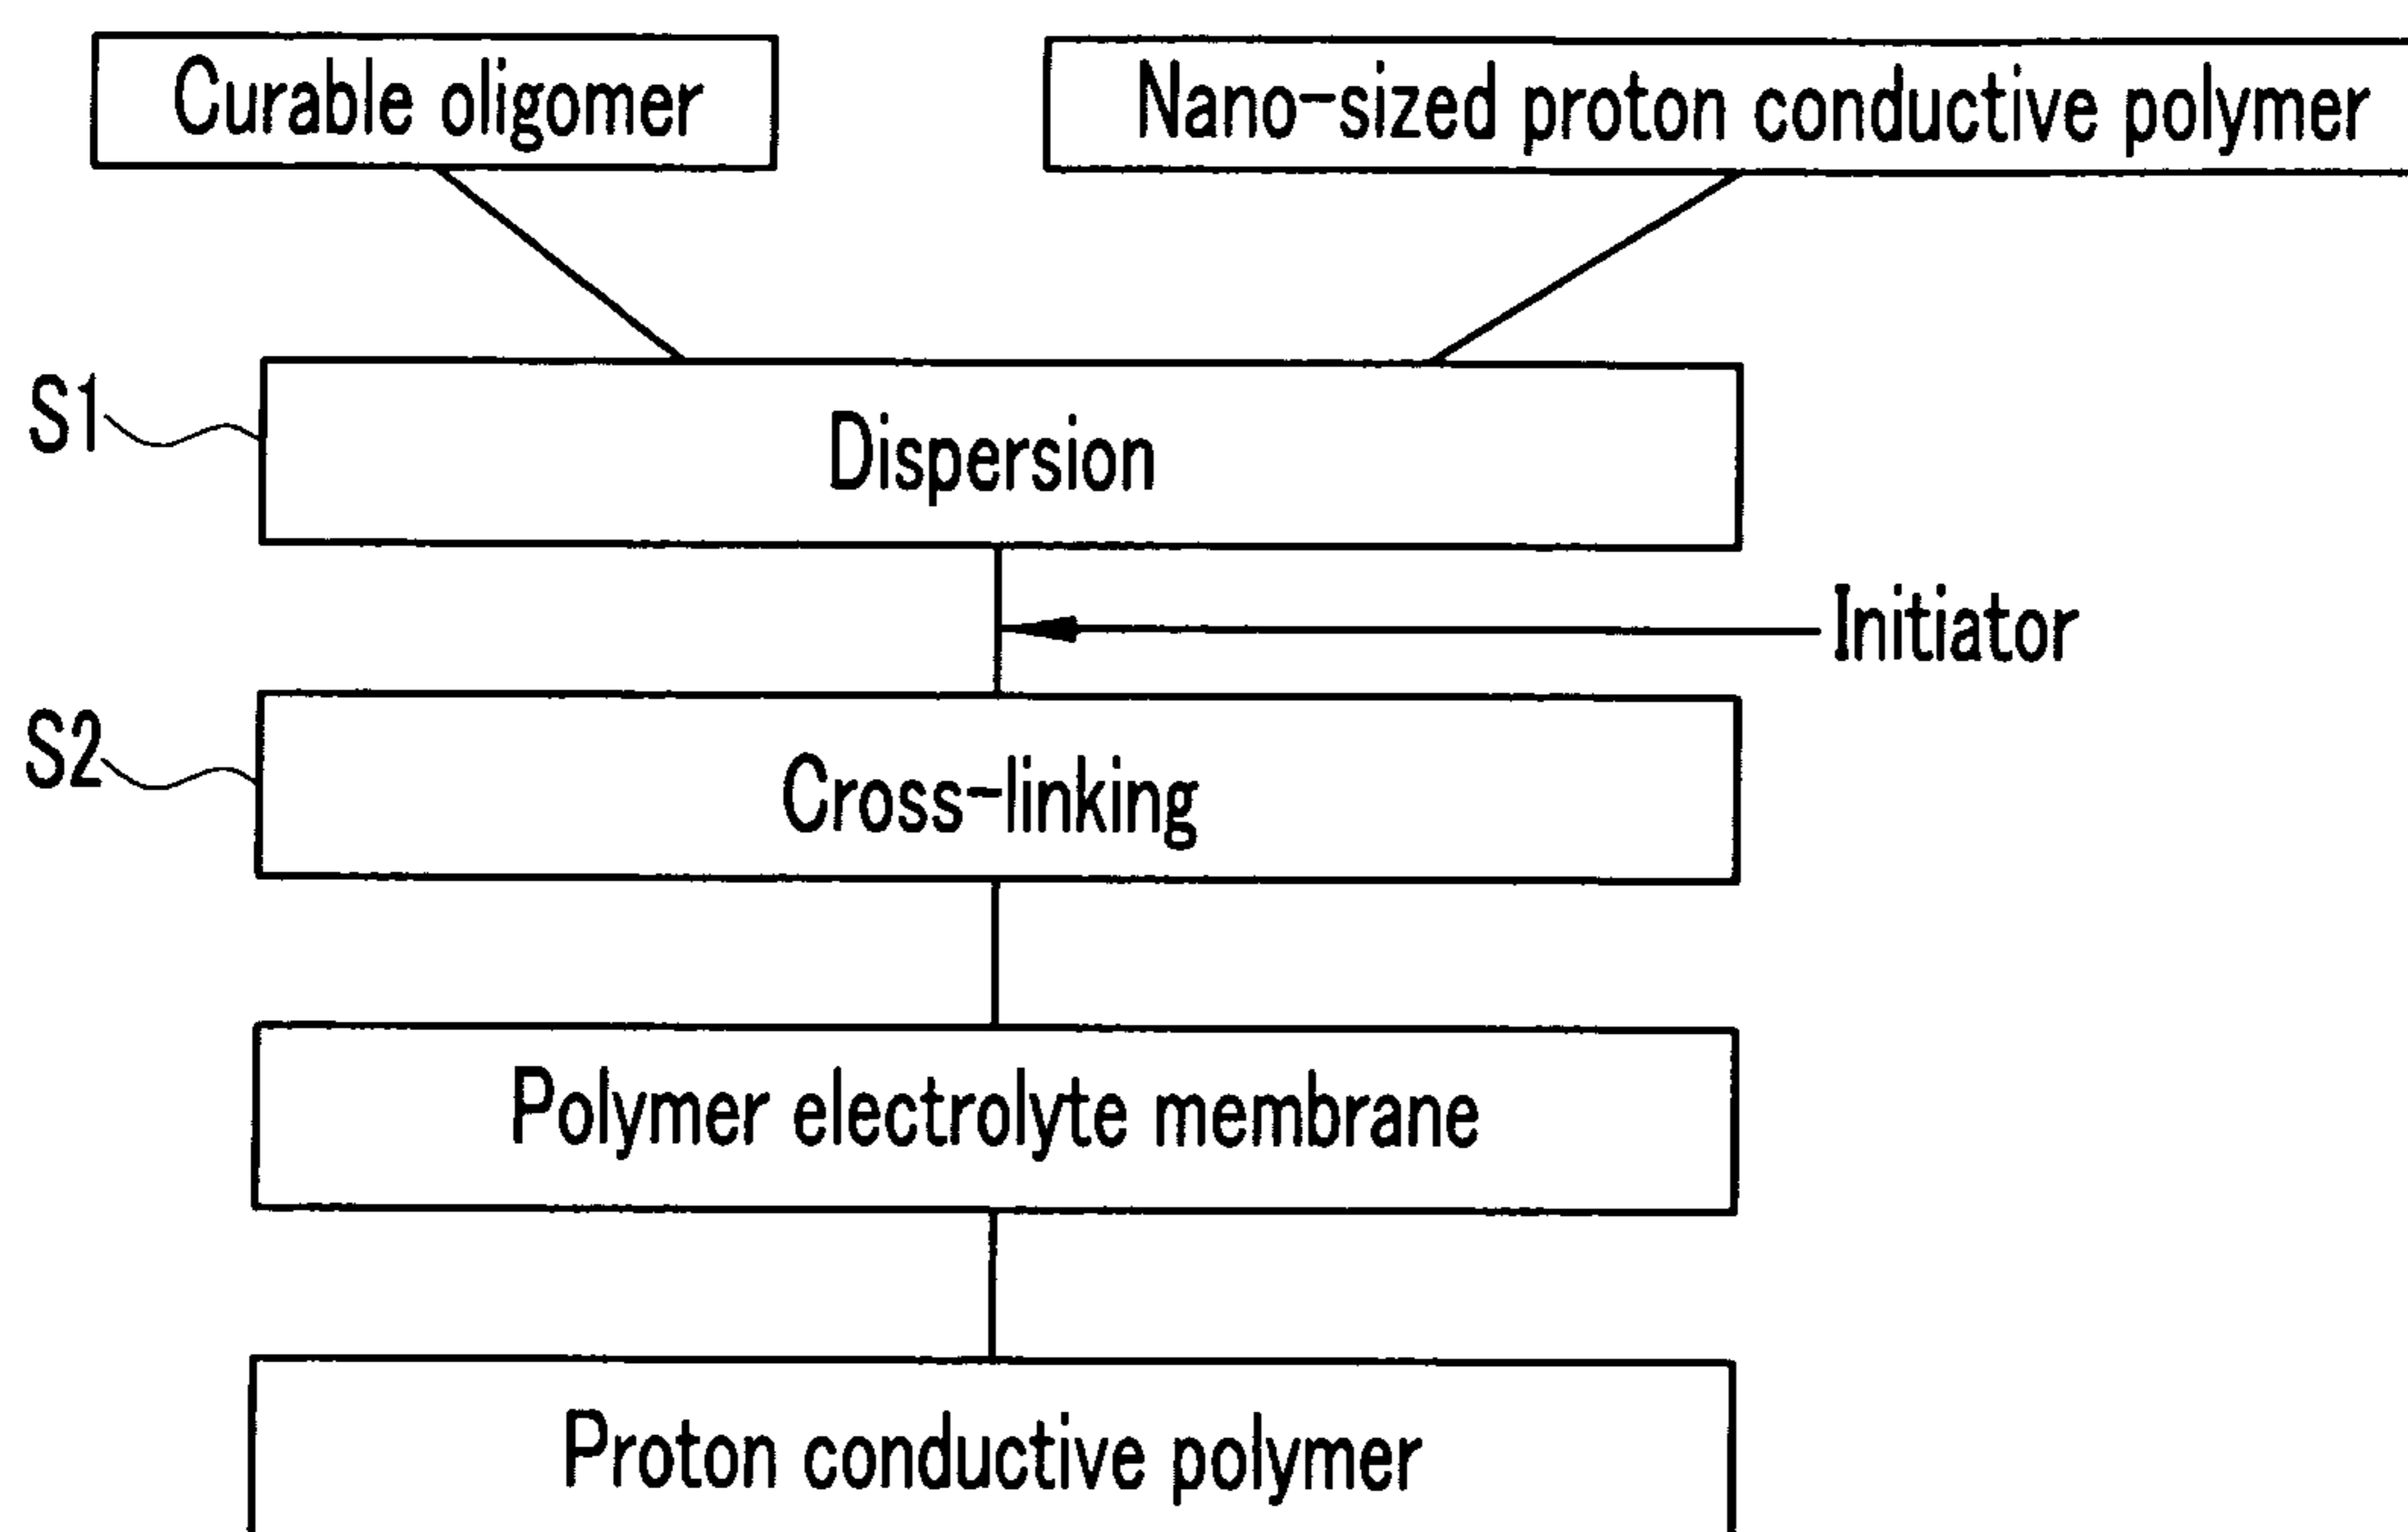 Curable oligomer
Nano-sized proton conductive polymer
S1
Dispersion
Initiator
S2
Cross-linking
Polymer electrolyte membrane
Proton conductive polymer